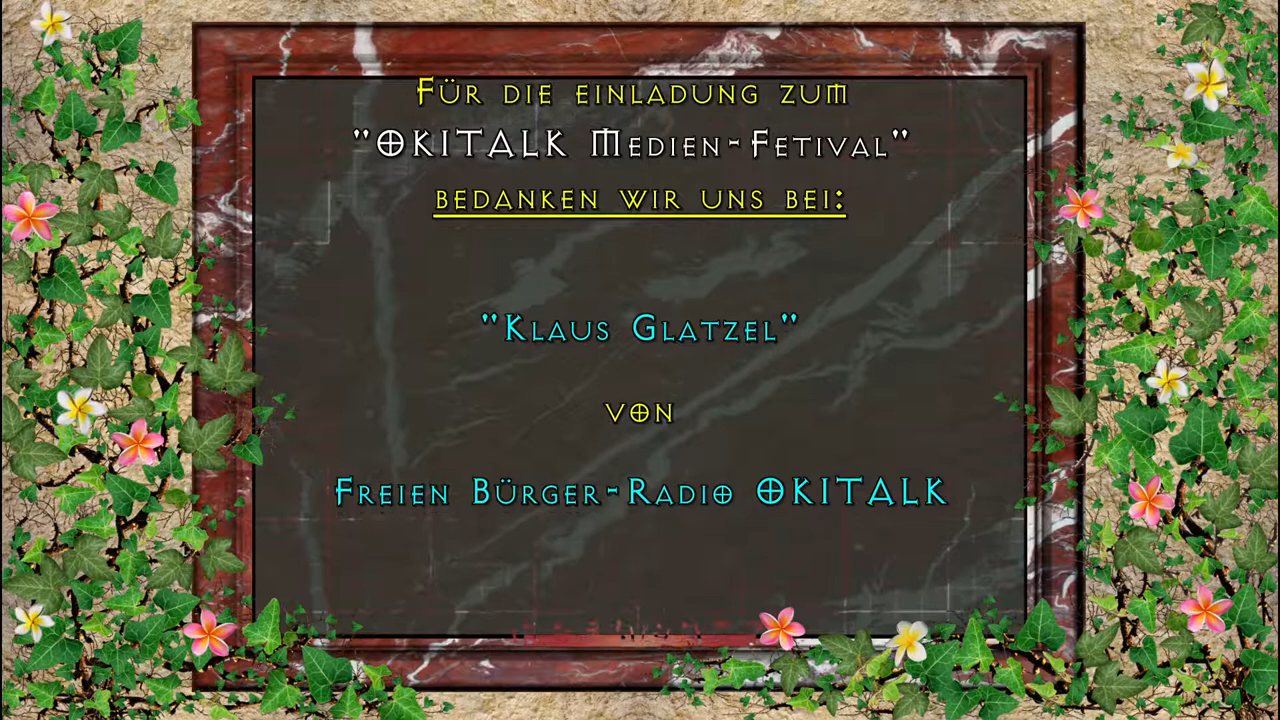 Für die einladung zum
"OKITALK Medien-Fetival"
bedanken wir uns bei:
"Klaus Glatzel"
von
Freien Bürger-Radio OKITALK